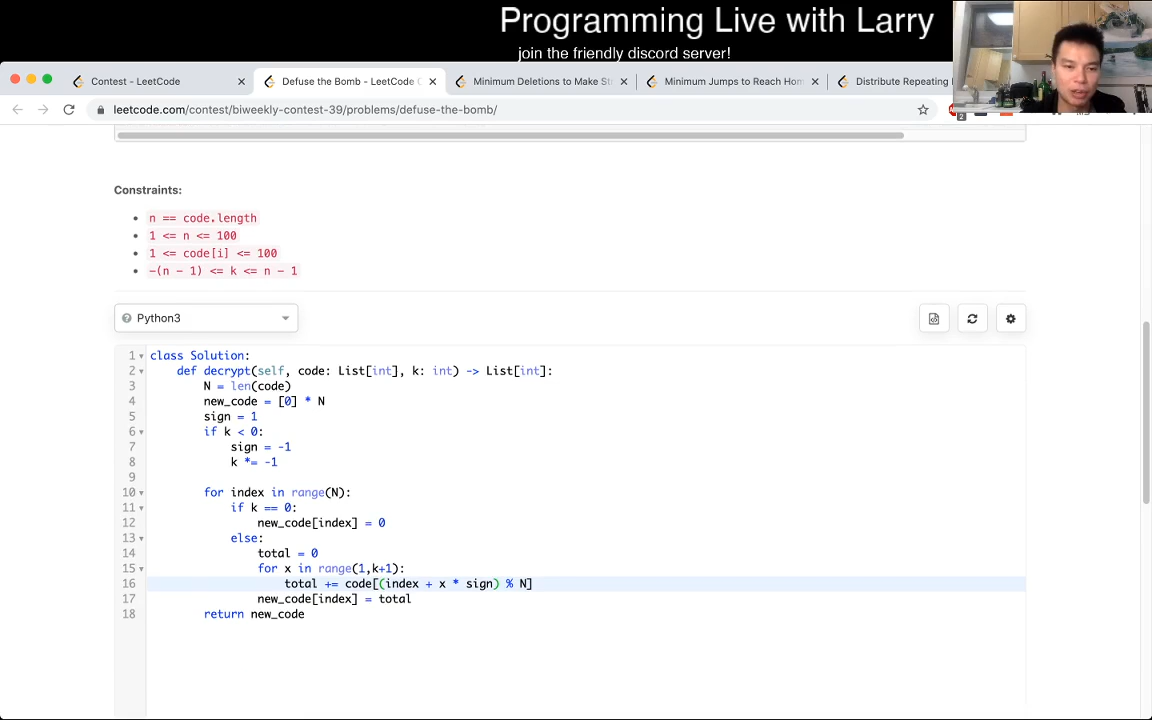 Programming Live with Larry
join the friendly discord server!
Contest - LeetCode
Defuse the Bomb - LeetCode
Minimum Deletions to Make St
Minimum Jumps to Reach Hom
Distribute Repeating
leetcode.com/contest/biweekly-contest-39/problems/defuse-the-bomb/
2
Constraints:
n == code.length
1 <= n <= 100
1 <= code[i] <= 100
-(n - 1) <= k <= n - 1
Python3
1 class Solution:
2 def decrypt(self, code: List[int], k: int) -> List[int]:
3 N = len(code)
4 new_code = [0] * N
5 sign = 1
6 if k < 0:
7 sign = -1
8 k *= -1
9
10 for index in range(N):
11 if k == 0:
12 new_code[index] = 0
13 else:
14 total = 0
15 for x in range(1,k+1):
16 total += code[(index + x * sign) % N]
17 new_code[index] = total
18 return new_code